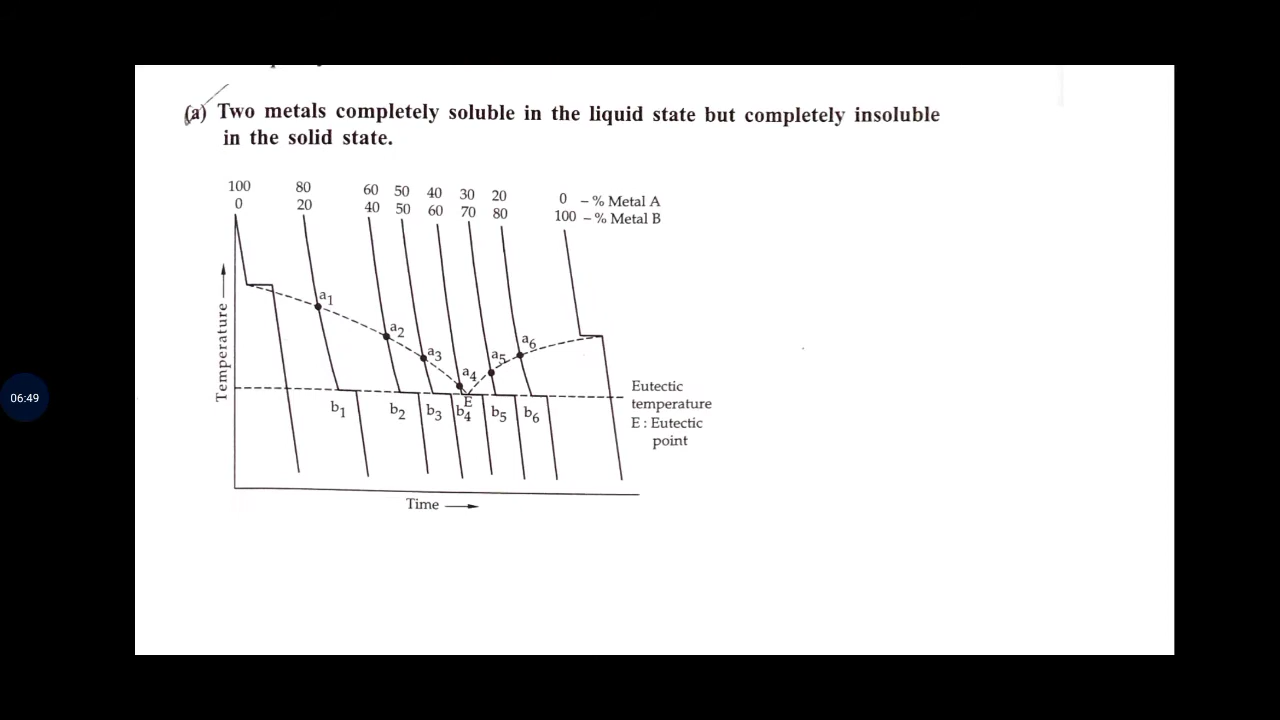 (a) Two metals completely soluble in the liquid state but completely insoluble
in the solid state.
100 80 60 50 40 30 20 0 – % Metal A
0 20 40 50 60 70 80 100 – % Metal B
a1
a2
a3
a4
a5
a6
E
b1 b2 b3 b4 b5 b6
Temperature
Eutectic
temperature
E : Eutectic
point
Time
06:49